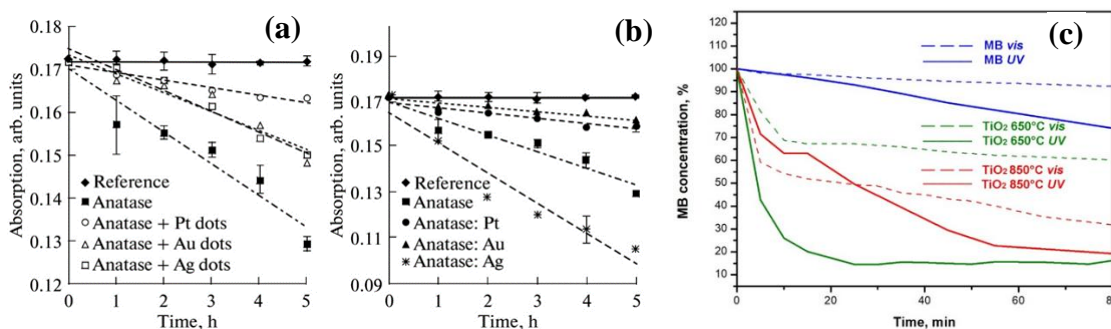 (a)
0.18
0.17
0.16
0.15
0.14
0.13
0.12
Absorption, arb. units
Reference
Anatase
Anatase + Pt dots
Anatase + Au dots
Anatase + Ag dots
0 1 2 3 4 5
Time, h
(b)
0.19
0.17
0.15
0.13
0.11
0.09
Absorption, arb. units
Reference
Anatase
Anatase: Pt
Anatase: Au
Anatase: Ag
0 1 2 3 4 5
Time, h
(c)
120
110
100
90
80
70
60
50
40
30
20
10
MB concentration, %
MB vis
MB UV
TiO₂ 650°C vis
TiO₂ 650°C UV
TiO₂ 850°C vis
TiO₂ 850°C UV
0 20 40 60 80
Time, min